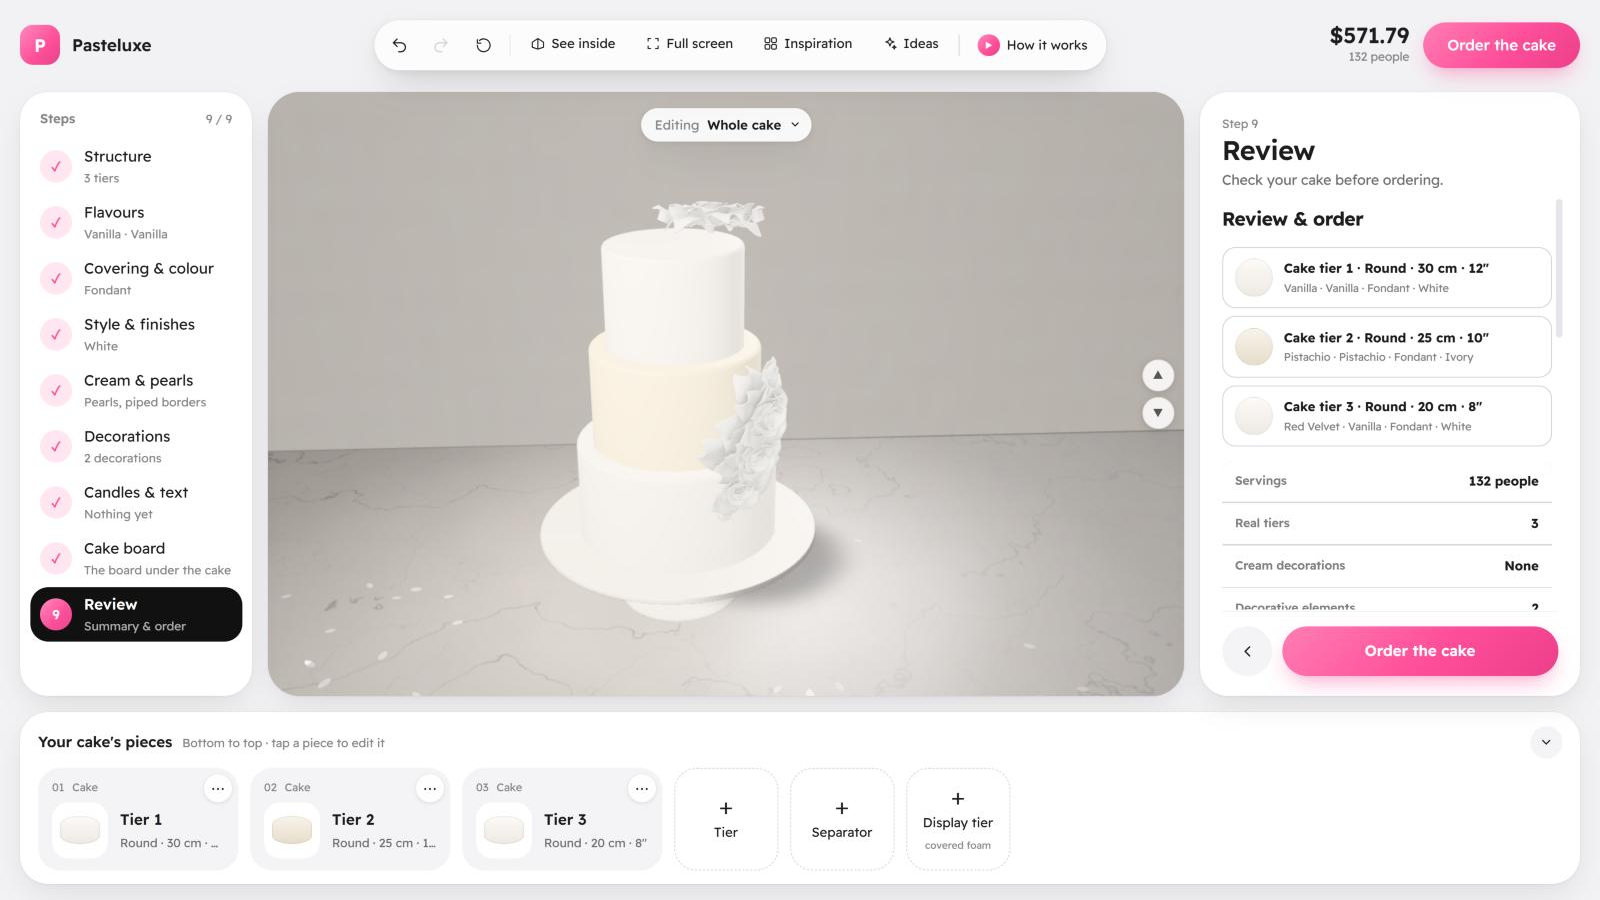 P Pasteluxe
See inside
Full screen
Inspiration
Ideas
How it works
$571.79
132 people
Order the cake
Steps 9 / 9
Structure
3 tiers
Flavours
Vanilla · Vanilla
Covering & colour
Fondant
Style & finishes
White
Cream & pearls
Pearls, piped borders
Decorations
2 decorations
Candles & text
Nothing yet
Cake board
The board under the cake
9 Review
Summary & order
Editing Whole cake
Step 9
Review
Check your cake before ordering.
Review & order
Cake tier 1 · Round · 30 cm · 12"
Vanilla · Vanilla · Fondant · White
Cake tier 2 · Round · 25 cm · 10"
Pistachio · Pistachio · Fondant · Ivory
Cake tier 3 · Round · 20 cm · 8"
Red Velvet · Vanilla · Fondant · White
Servings 132 people
Real tiers 3
Cream decorations None
Decorative elements 2
Order the cake
Your cake's pieces Bottom to top · tap a piece to edit it
01 Cake
Tier 1
Round · 30 cm · ...
02 Cake
Tier 2
Round · 25 cm · 1...
03 Cake
Tier 3
Round · 20 cm · 8"
+
Tier
+
Separator
+
Display tier
covered foam